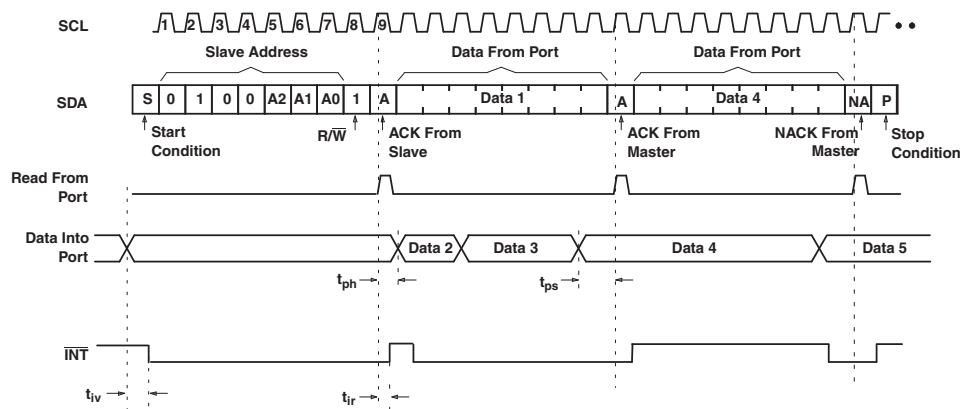 SCL 1 2 3 4 5 6 7 8 9
Slave Address Data From Port Data From Port
SDA S 0 1 0 0 A2 A1 A0 1 A Data 1 A Data 4 NA P
Start Condition
R/W̅
ACK From Slave
ACK From Master
NACK From Master
Stop Condition
Read From Port
Data Into Port Data 2 Data 3 Data 4 Data 5
tph tps
I̅N̅T̅
tiv tir